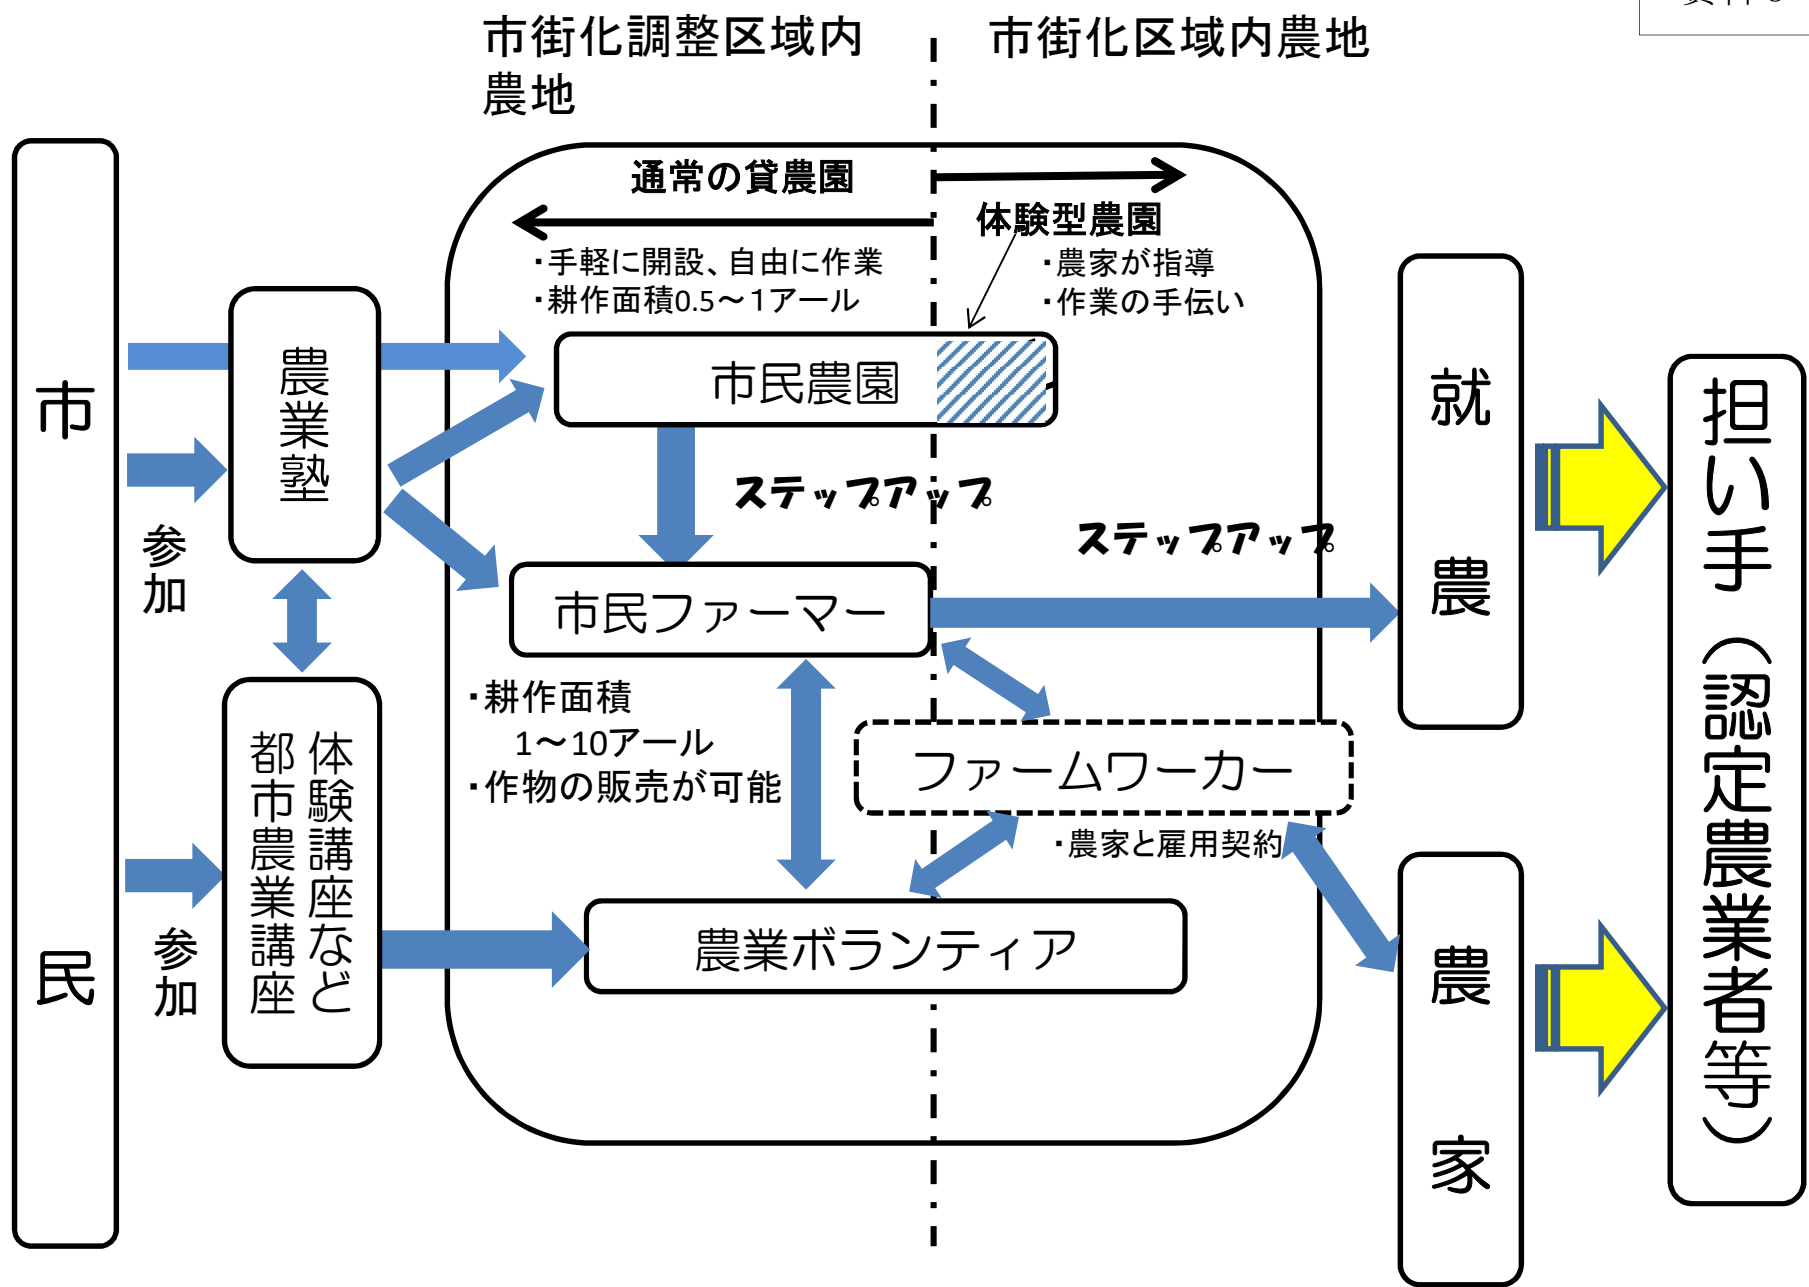 市街化調整区域内
農地
市街化区域内農地
通常の貸農園
・手軽に開設、自由に作業
・耕作面積0.5～1アール
体験型農園
・農家が指導
・作業の手伝い
市民
参加
参加
農業塾
体験講座など
都市農業講座
市民農園
ステップアップ
ステップアップ
市民ファーマー
・耕作面積
1～10アール
・作物の販売が可能
ファームワーカー
・農家と雇用契約
農業ボランティア
就農
農家
担い手（認定農業者等）